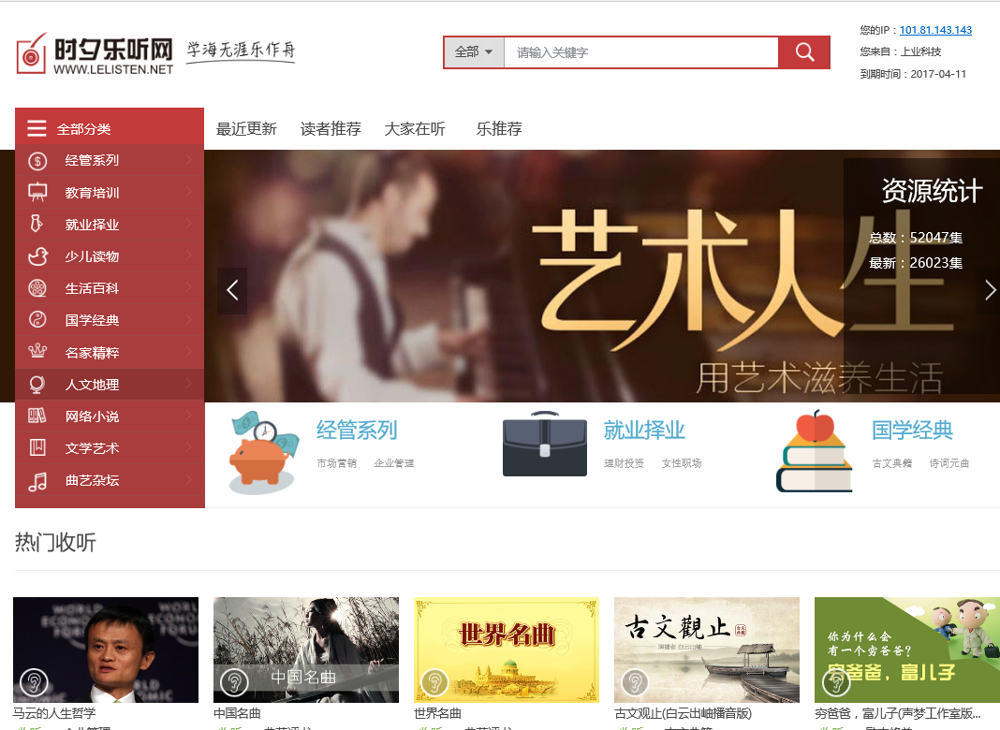 时夕乐听网
WWW.LELISTEN.NET
学海无涯乐作舟
全部
请输入关键字
您的IP：101.81.143.143
您来自：上业科技
到期时间：2017-04-11
全部分类
最近更新
读者推荐
大家在听
乐推荐
经管系列
教育培训
就业择业
少儿读物
生活百科
国学经典
名家精粹
人文地理
网络小说
文学艺术
曲艺杂坛
艺术人生
用艺术滋养生活
资源统计
总数：52047集
最新：26023集
经管系列
市场营销 企业管理
就业择业
理财投资 女性职场
国学经典
古文典籍 诗词元曲
热门收听
WORLD
ECONOMIC
中国名曲
世界名曲
古文觀止
演播者 白云出岫
你为什么会
有一个穷爸爸?
穷爸爸，富儿子
马云的人生哲学
中国名曲
世界名曲
古文观止(白云出岫播音版)
穷爸爸，富儿子(声梦工作室版...